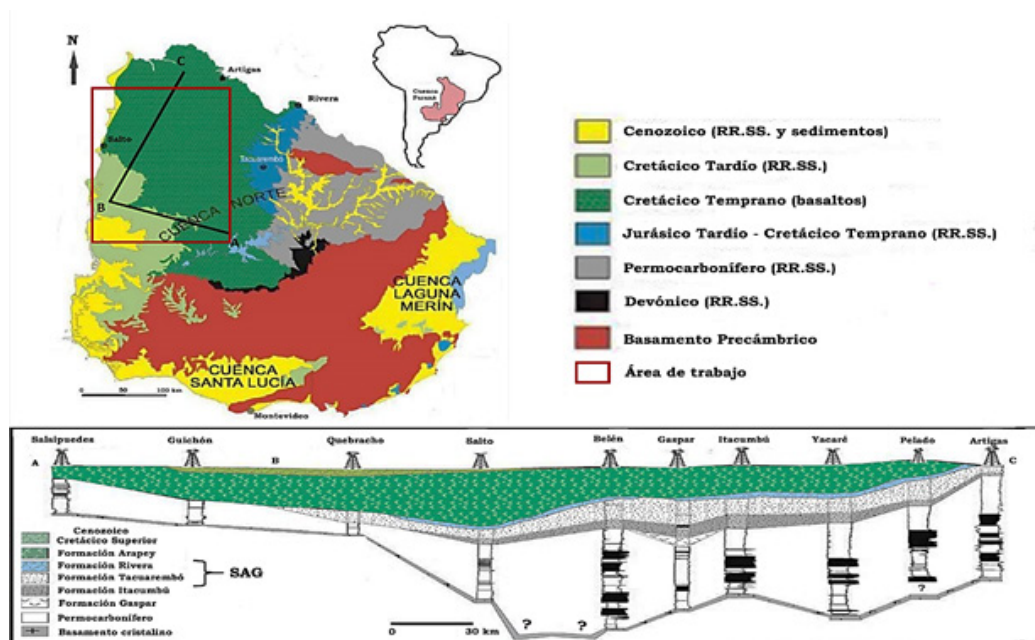 N
C
Artigas
Rivera
Salto
Tacuarembó
CUENCA NORTE
B
A
CUENCA
LAGUNA
MERÍN
CUENCA
SANTA LUCÍA
Montevideo
0 50 100 km
Cuenca
Paraná
Cenozoico (RR.SS. y sedimentos)
Cretácico Tardío (RR.SS.)
Cretácico Temprano (basaltos)
Jurásico Tardío - Cretácico Temprano (RR.SS.)
Permocarbonífero (RR.SS.)
Devónico (RR.SS.)
Basamento Precámbrico
Área de trabajo
Salsipuedes Guichón Quebracho Salto Belén Gaspar Itacumbú Yacaré Pelado Artigas
A B C
Cenozoico
Cretácico Superior
Formación Arapey
Formación Rivera
Formación Tacuarembó
SAG
Formación Itacumbú
Formación Gaspar
Permocarbonífero
Basamento cristalino
0 30 km
? ? ?